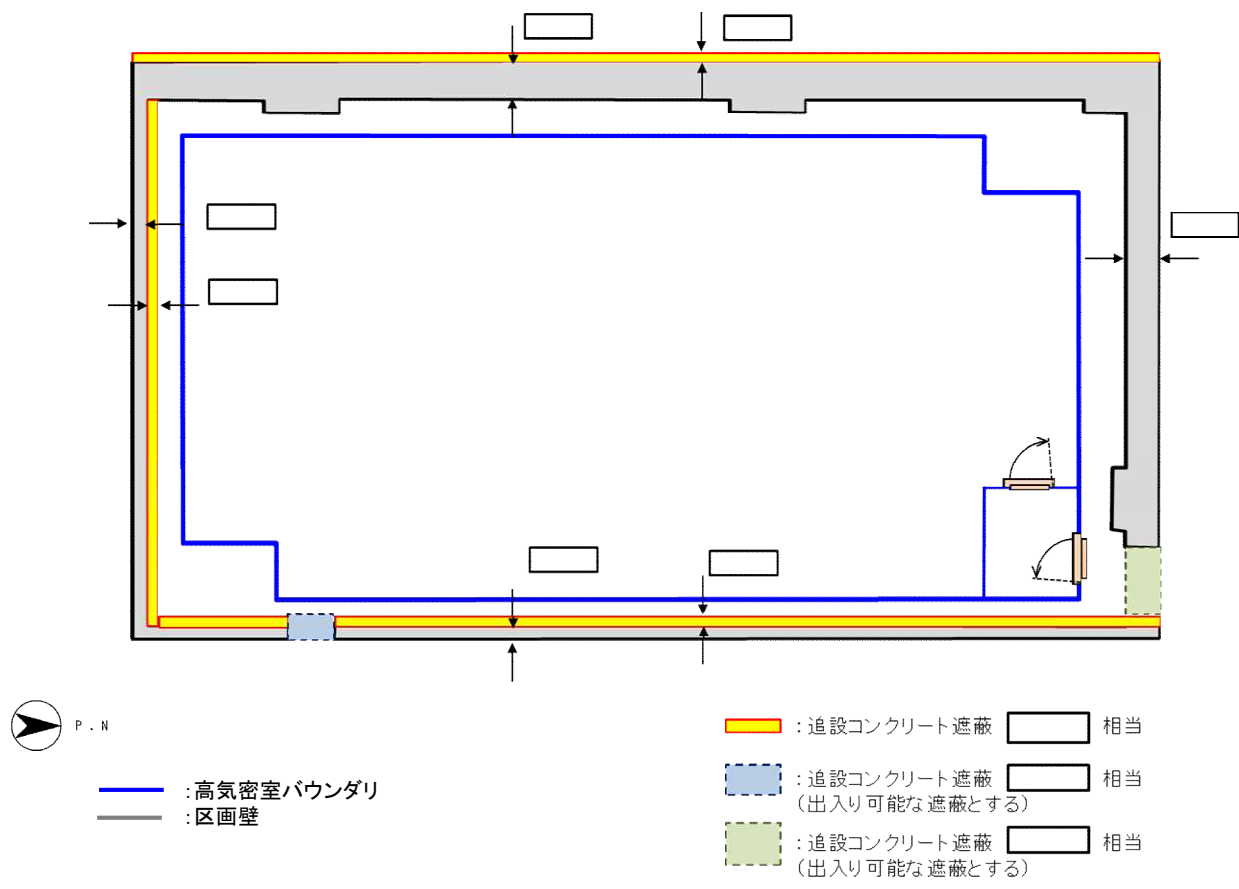 P.N
:高気密室バウンダリ
:区画壁
:追設コンクリート遮蔽 相当
:追設コンクリート遮蔽 相当
(出入り可能な遮蔽とする)
:追設コンクリート遮蔽 相当
(出入り可能な遮蔽とする)